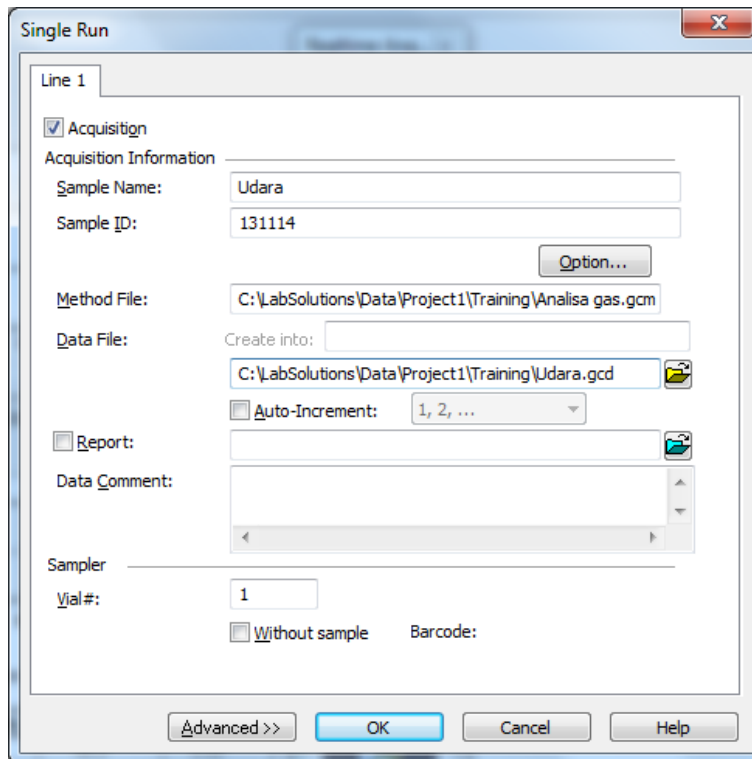 Single Run
Line 1
Acquisition
Acquisition Information
Sample Name: Udara
Sample ID: 131114
Option...
Method File: C:\LabSolutions\Data\Project1\Training\Analisa gas.gcm
Data File: Create into:
C:\LabSolutions\Data\Project1\Training\Udara.gcd
Auto-Increment: 1, 2, ...
Report:
Data Comment:
Sampler
Vial#: 1
Without sample Barcode:
Advanced >> OK Cancel Help